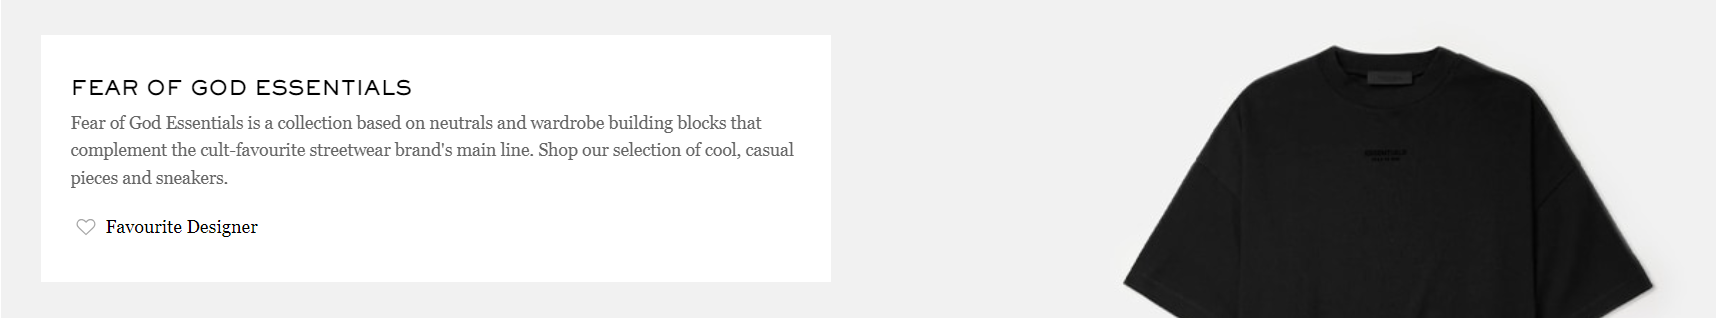 FEAR OF GOD ESSENTIALS
Fear of God Essentials is a collection based on neutrals and wardrobe building blocks that
complement the cult-favourite streetwear brand's main line. Shop our selection of cool, casual
pieces and sneakers.
Favourite Designer
ESSENTIALS